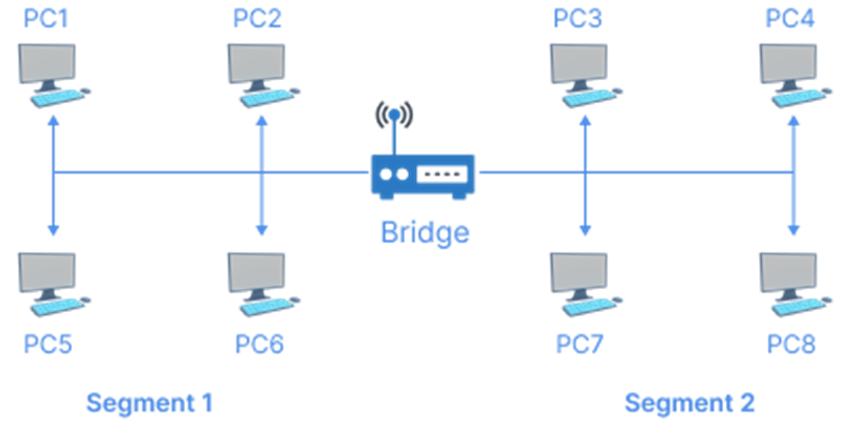 PC1
PC2
PC3
PC4
Bridge
PC5
PC6
PC7
PC8
Segment 1
Segment 2